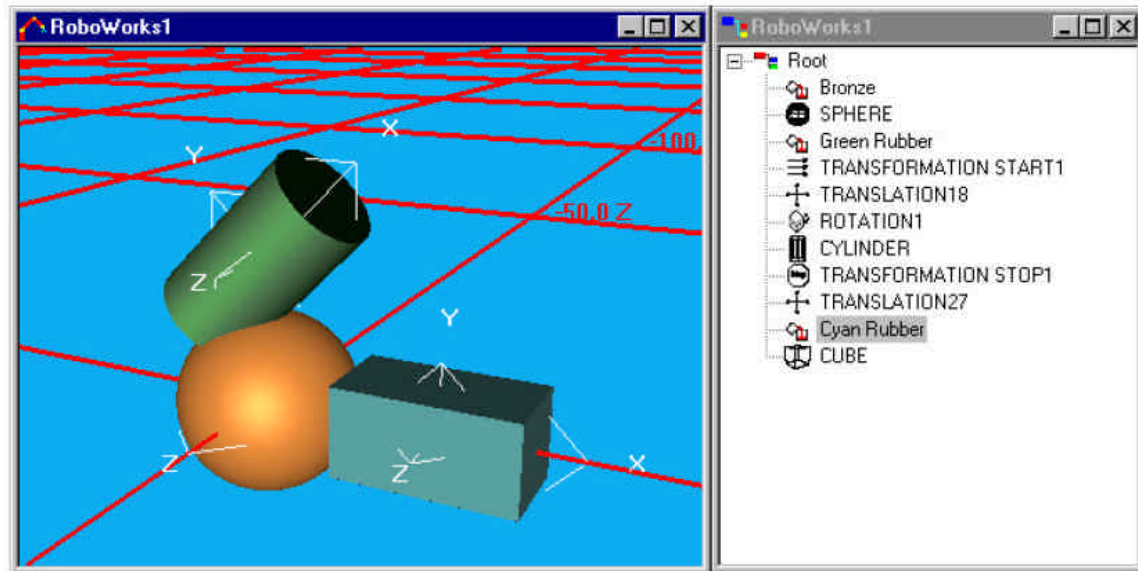 RoboWorks1
X
Y
-100.
-50.0 Z
Z
Y
Z
Z
X
RoboWorks1
Root
Bronze
SPHERE
Green Rubber
TRANSFORMATION START1
TRANSLATION18
ROTATION1
CYLINDER
TRANSFORMATION STOP1
TRANSLATION27
Cyan Rubber
CUBE